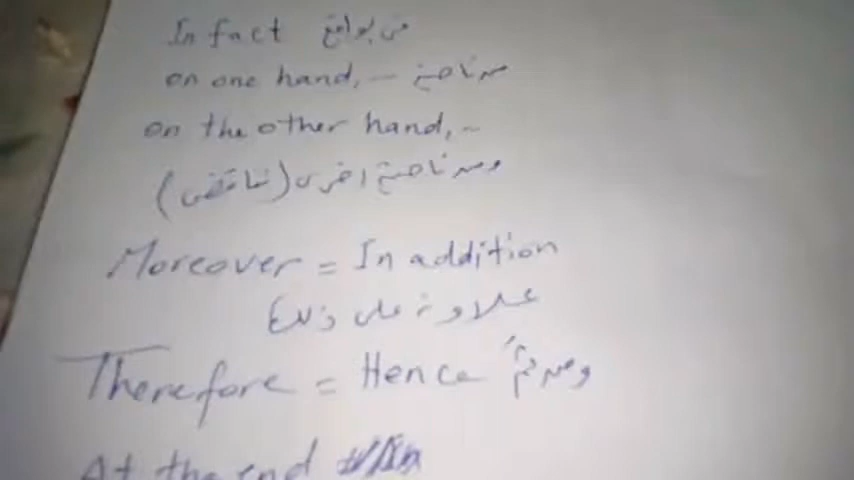 In fact في الواقع
on one hand, — من ناحية
on the other hand, ~
ومن ناحية اخرى (تناقض)
Moreover = In addition
علاوة على ذلك
Therefore = Hence ومن ثمّ
At the end